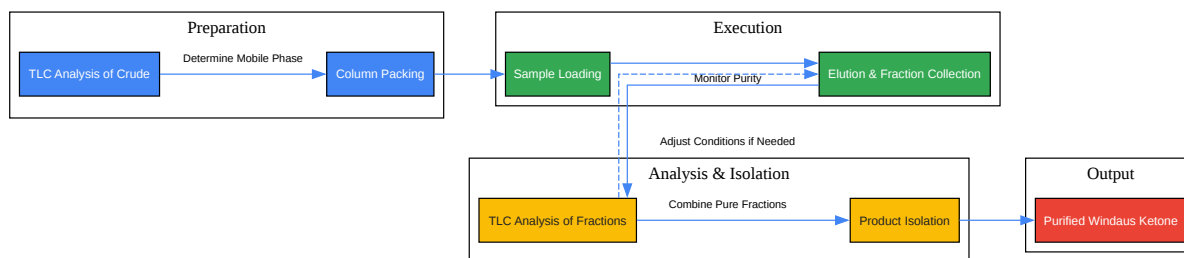 Preparation
TLC Analysis of Crude
Determine Mobile Phase
Column Packing
Execution
Sample Loading
Monitor Purity
Elution & Fraction Collection
Adjust Conditions if Needed
Analysis & Isolation
TLC Analysis of Fractions
Combine Pure Fractions
Product Isolation
Output
Purified Windaus Ketone